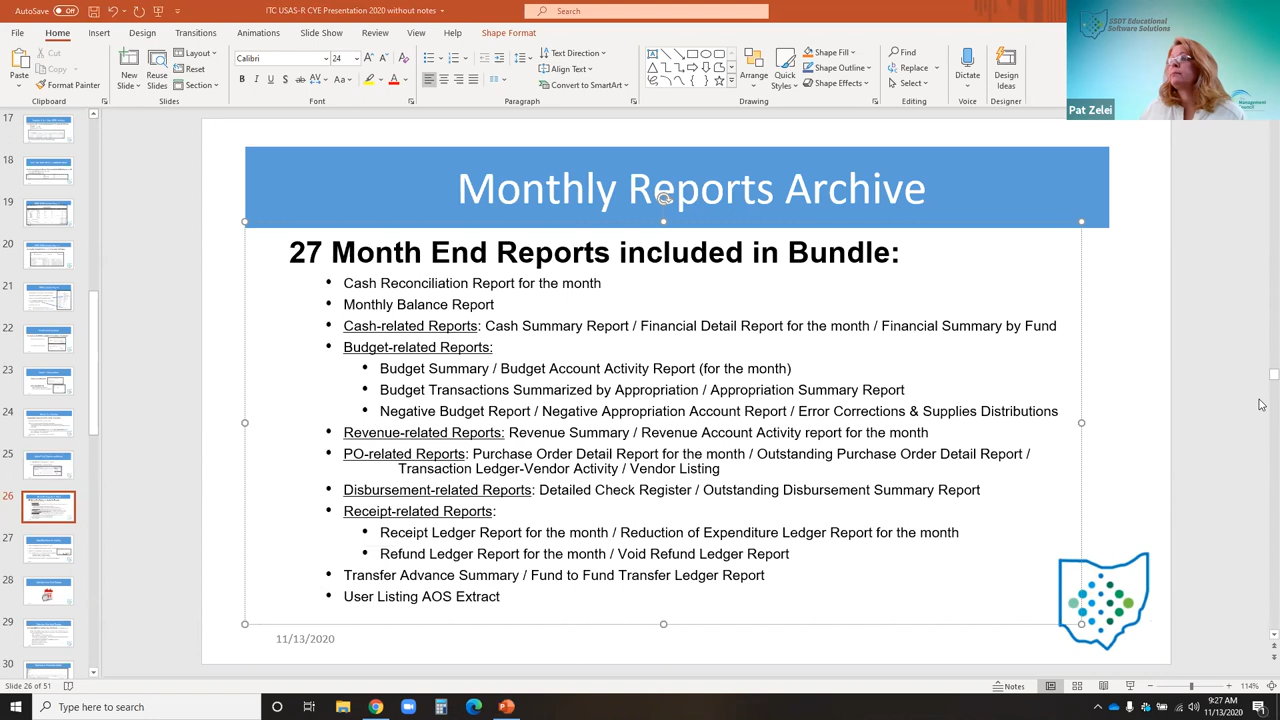 AutoSave Off
ITC USAS-R CYE Presentation 2020 without notes
Search
SSDT Educational
Software Solutions
File Home Insert Design Transitions Animations Slide Show Review View Help Shape Format
Paste
Cut
Copy
Format Painter
Clipboard
New
Slide
Reuse
Slides
Layout
Reset
Section
Slides
Calibri 24
Font
Text Direction
Align Text
Convert to SmartArt
Paragraph
Arrange
Quick
Styles
Shape Fill
Shape Outline
Shape Effects
Drawing
Find
Replace
Select
Editing
Dictate
Voice
Design
Ideas
Designer
Management
Pat Zelei
17
18
19
20
21
22
23
24
25
26
27
28
29
30
Monthly Reports Archive
27 Month End Reports included in Bundle:
• Cash Reconciliation Report for the month
• Monthly Balance Report
• Cash-related Reports: Cash Summary Report / Financial Detail Report for the month / Financial Summary by Fund
• Budget-related Reports:
• Budget Summary / Budget Account Activity Report (for the month)
• Budget Transactions Summarized by Appropriation / Appropriation Summary Report
• Negative Budget Report / Negative Appropriation Account Report / Error Corrections & Supplies Distributions
• Revenue-related Reports: Revenue Summary / Revenue Account Activity report for the month
• PO-related Reports: Purchase Order Detail Report for the month / Outstanding Purchase Order Detail Report /
Transaction Ledger-Vendor Activity / Vendor Listing
• Disbursement-related Reports: Detailed Check Register / Outstanding Disbursement Summary Report
• Receipt-related Reports:
• Receipt Ledger Report for the month / Reduction of Expenditure Ledger Report for the month
• Refund Ledger Report for the month / Void Refund Ledger Report
• Transfer Advance Summary / Fund to Fund Transfer Ledger Report
• User Listing AOS Extract
11/13/2020
Slide 26 of 51
Notes
114%
Type here to search
9:27 AM
11/13/2020